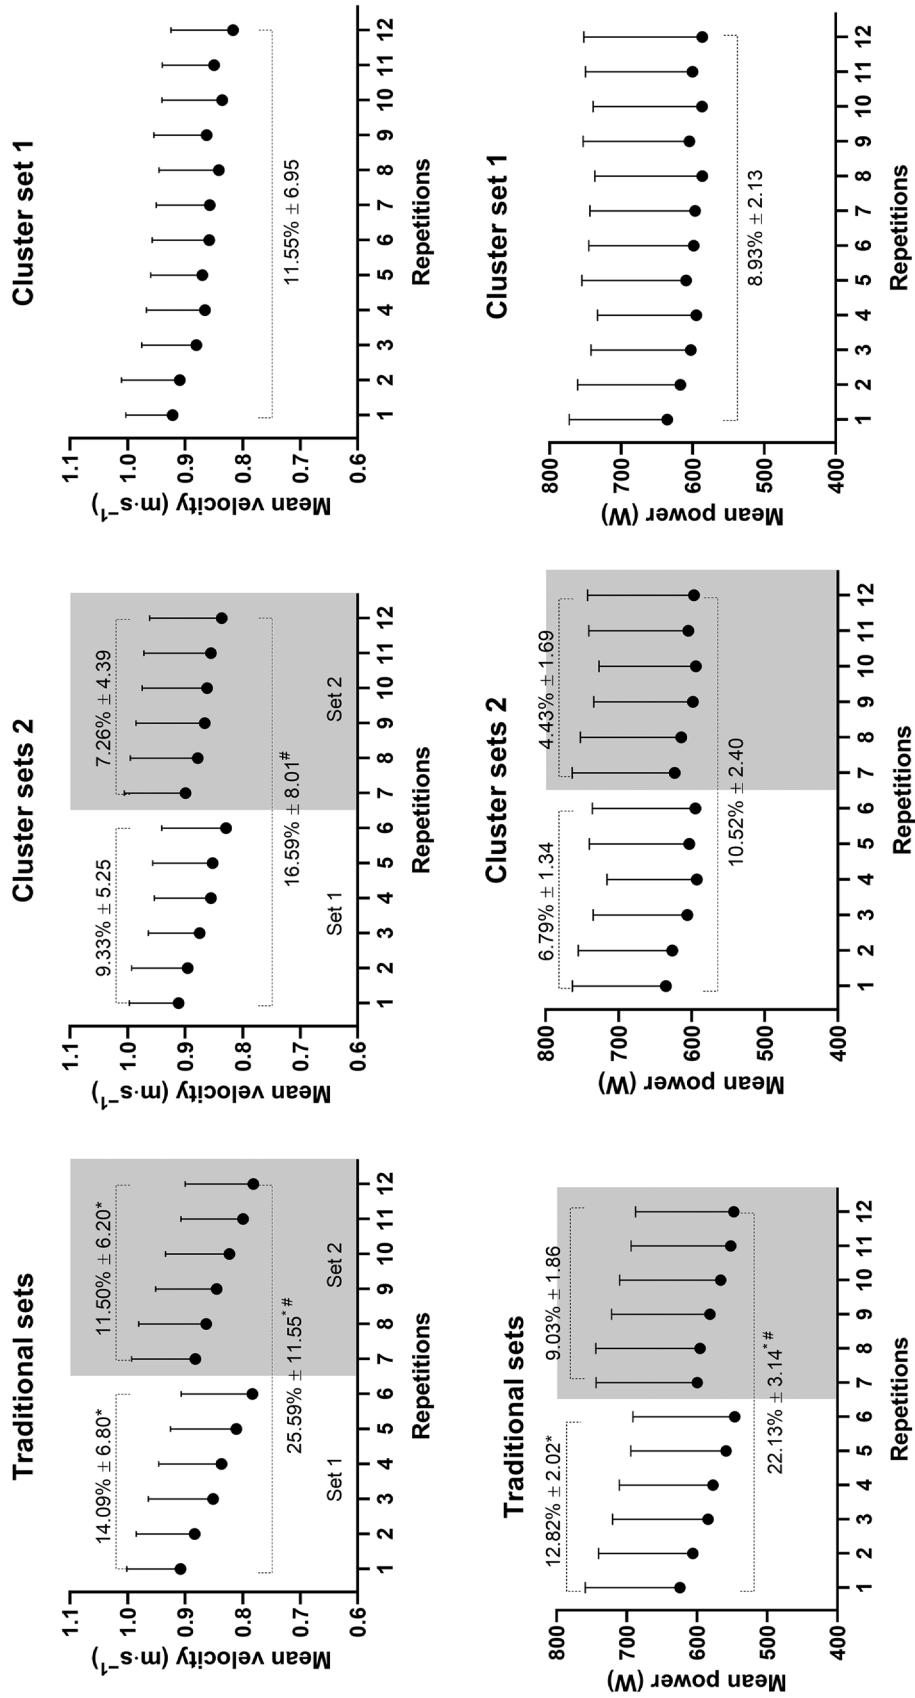 Traditional sets
Mean velocity (m·s⁻¹)
1.1
1.0
0.9
0.8
0.7
0.6
14.09% ± 6.80*
11.50% ± 6.20*
25.59% ± 11.55*#
Set 1
Set 2
1 2 3 4 5 6 7 8 9 10 11 12
Repetitions
Cluster sets 2
Mean velocity (m·s⁻¹)
1.1
1.0
0.9
0.8
0.7
0.6
9.33% ± 5.25
7.26% ± 4.39
16.59% ± 8.01#
Set 1
Set 2
1 2 3 4 5 6 7 8 9 10 11 12
Repetitions
Cluster set 1
Mean velocity (m·s⁻¹)
1.1
1.0
0.9
0.8
0.7
0.6
11.55% ± 6.95
1 2 3 4 5 6 7 8 9 10 11 12
Repetitions
Traditional sets
Mean power (W)
800
700
600
500
400
12.82% ± 2.02*
9.03% ± 1.86
22.13% ± 3.14*#
1 2 3 4 5 6 7 8 9 10 11 12
Repetitions
Cluster sets 2
Mean power (W)
800
700
600
500
400
6.79% ± 1.34
4.43% ± 1.69
10.52% ± 2.40
1 2 3 4 5 6 7 8 9 10 11 12
Repetitions
Cluster set 1
Mean power (W)
800
700
600
500
400
8.93% ± 2.13
1 2 3 4 5 6 7 8 9 10 11 12
Repetitions